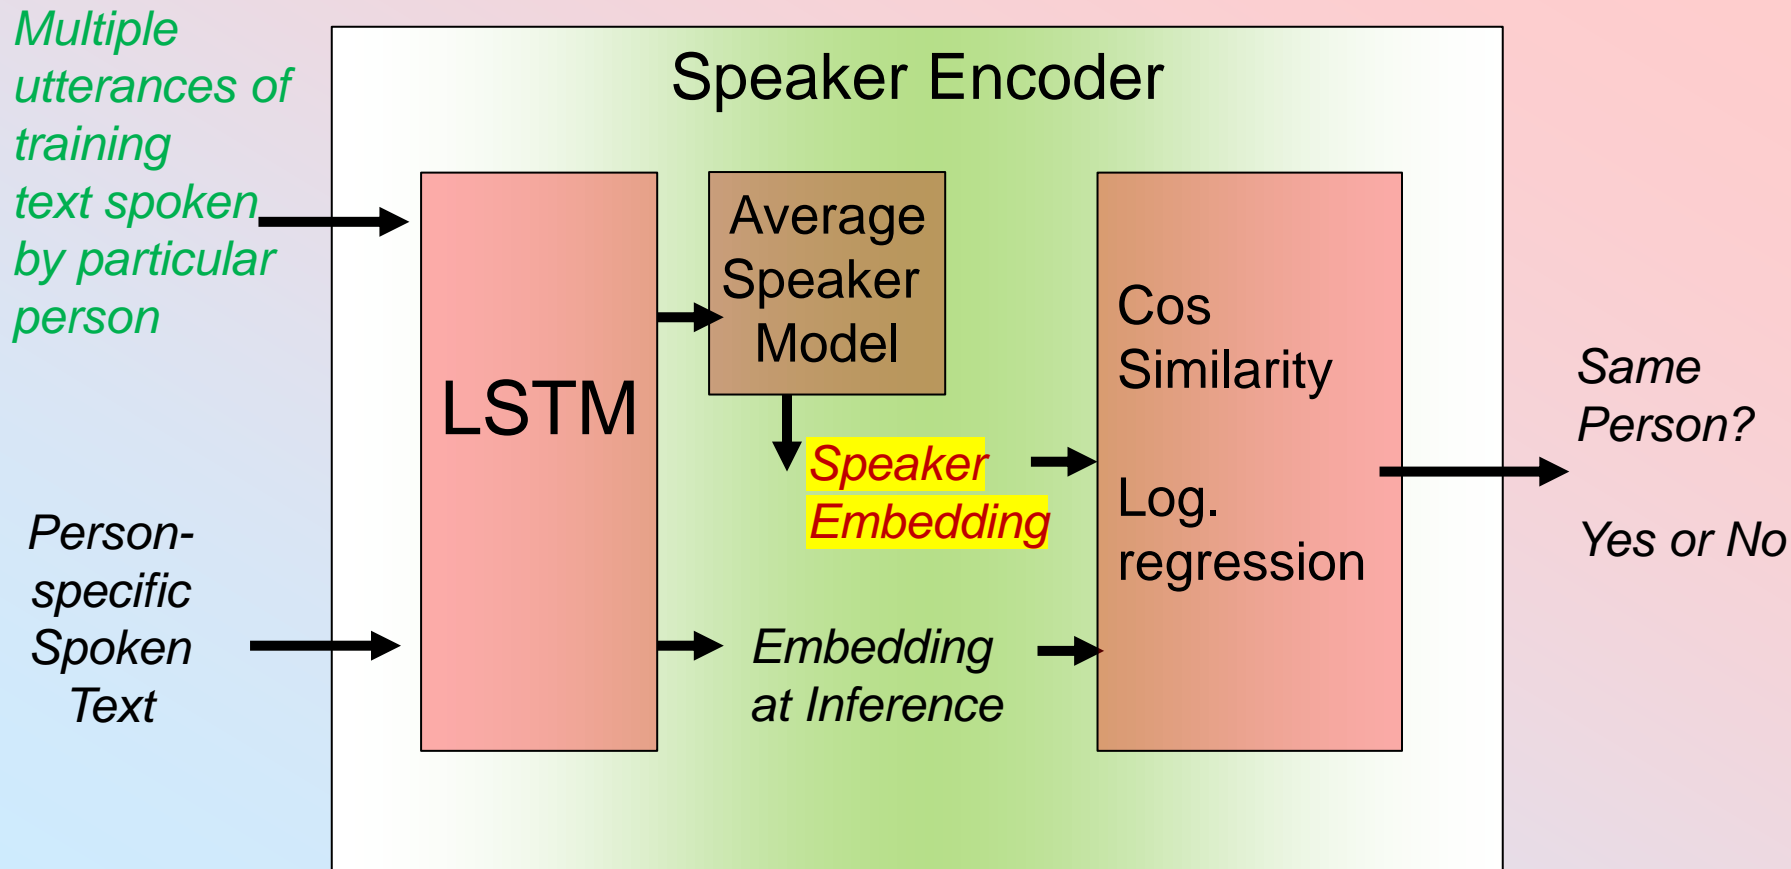 Multiple
utterances of
training
text spoken
by particular
person
Speaker Encoder
LSTM
Average
Speaker
Model
Speaker
Embedding
Cos
Similarity
Log.
regression
Same
Person?
Yes or No
Person-
specific
Spoken
Text
Embedding
at Inference